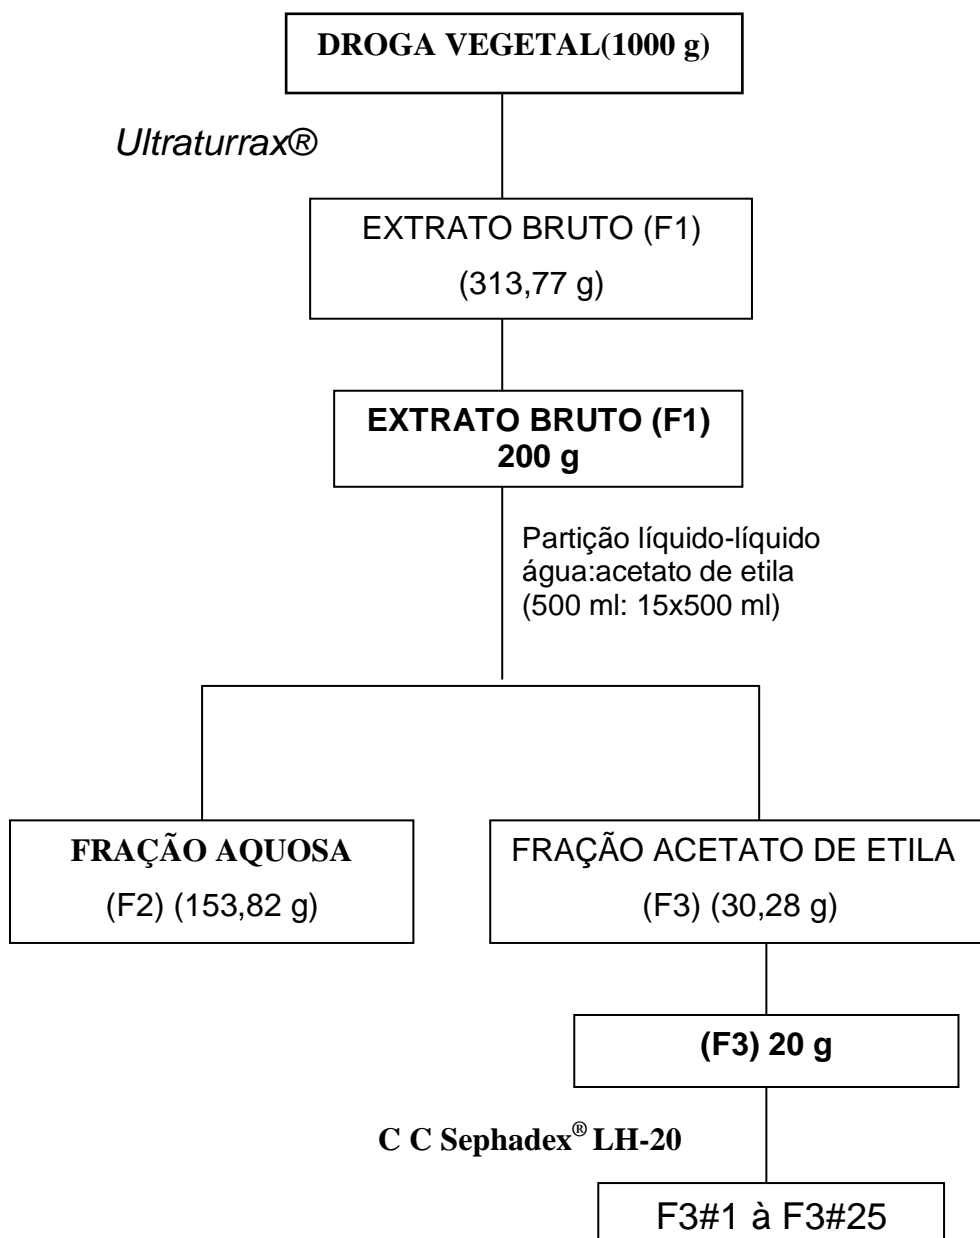 DROGA VEGETAL(1000 g)
Ultraturrax®
EXTRATO BRUTO (F1)
(313,77 g)
EXTRATO BRUTO (F1)
200 g
Partição líquido-líquido
água:acetato de etila
(500 ml: 15x500 ml)
FRAÇÃO AQUOSA
(F2) (153,82 g)
FRAÇÃO ACETATO DE ETILA
(F3) (30,28 g)
(F3) 20 g
C C Sephadex® LH-20
F3#1 à F3#25